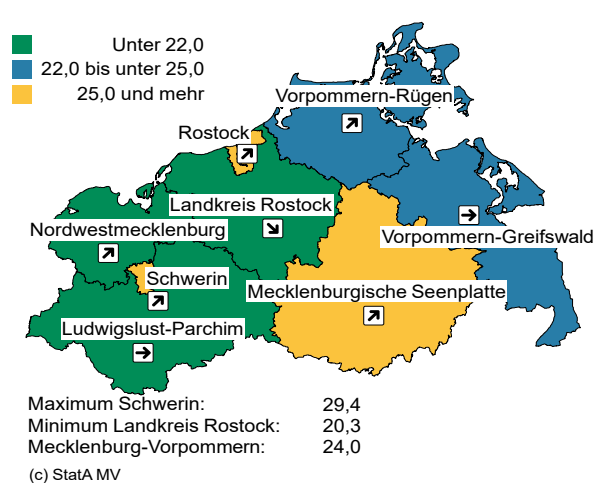 Unter 22,0
22,0 bis unter 25,0
25,0 und mehr
Vorpommern-Rügen
Rostock
Landkreis Rostock
Nordwestmecklenburg
Vorpommern-Greifswald
Schwerin
Mecklenburgische Seenplatte
Ludwigslust-Parchim
Maximum Schwerin: 29,4
Minimum Landkreis Rostock: 20,3
Mecklenburg-Vorpommern: 24,0
(c) StatA MV